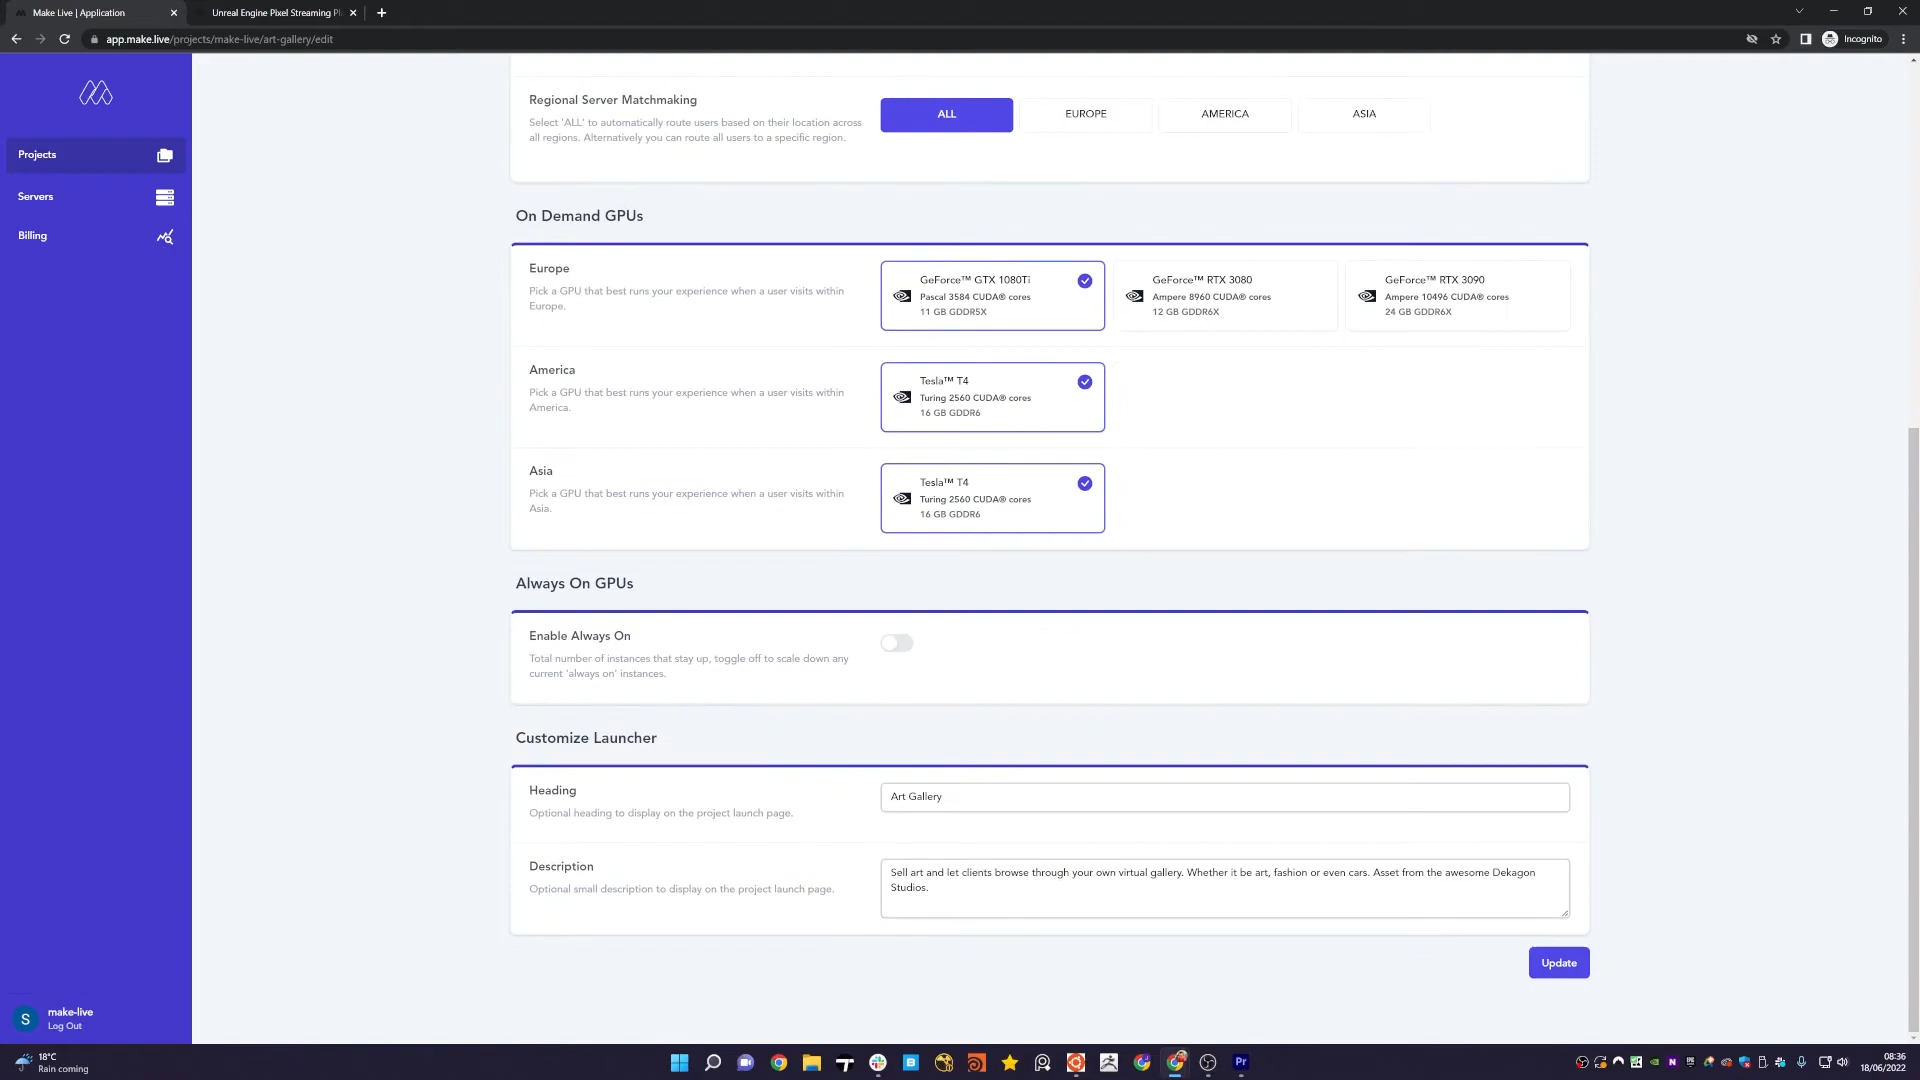 Make Live | Application
Unreal Engine Pixel Streaming Pl
app.make.live/projects/make-live/art-gallery/edit
Incognito
Projects
Servers
Billing
Regional Server Matchmaking
Select 'ALL' to automatically route users based on their location across
all regions. Alternatively you can route all users to a specific region.
ALL
EUROPE
AMERICA
ASIA
On Demand GPUs
Europe
Pick a GPU that best runs your experience when a user visits within
Europe.
GeForce™ GTX 1080Ti
Pascal 3584 CUDA® cores
11 GB GDDR5X
GeForce™ RTX 3080
Ampere 8960 CUDA® cores
12 GB GDDR6X
GeForce™ RTX 3090
Ampere 10496 CUDA® cores
24 GB GDDR6X
America
Pick a GPU that best runs your experience when a user visits within
America.
Tesla™ T4
Turing 2560 CUDA® cores
16 GB GDDR6
Asia
Pick a GPU that best runs your experience when a user visits within
Asia.
Tesla™ T4
Turing 2560 CUDA® cores
16 GB GDDR6
Always On GPUs
Enable Always On
Total number of instances that stay up, toggle off to scale down any
current 'always on' instances.
Customize Launcher
Heading
Optional heading to display on the project launch page.
Art Gallery
Description
Optional small description to display on the project launch page.
Sell art and let clients browse through your own virtual gallery. Whether it be art, fashion or even cars. Asset from the awesome Dekagon
Studios.
Update
S
make-live
Log Out
18°C
Rain coming
Pr
08:36
18/06/2022